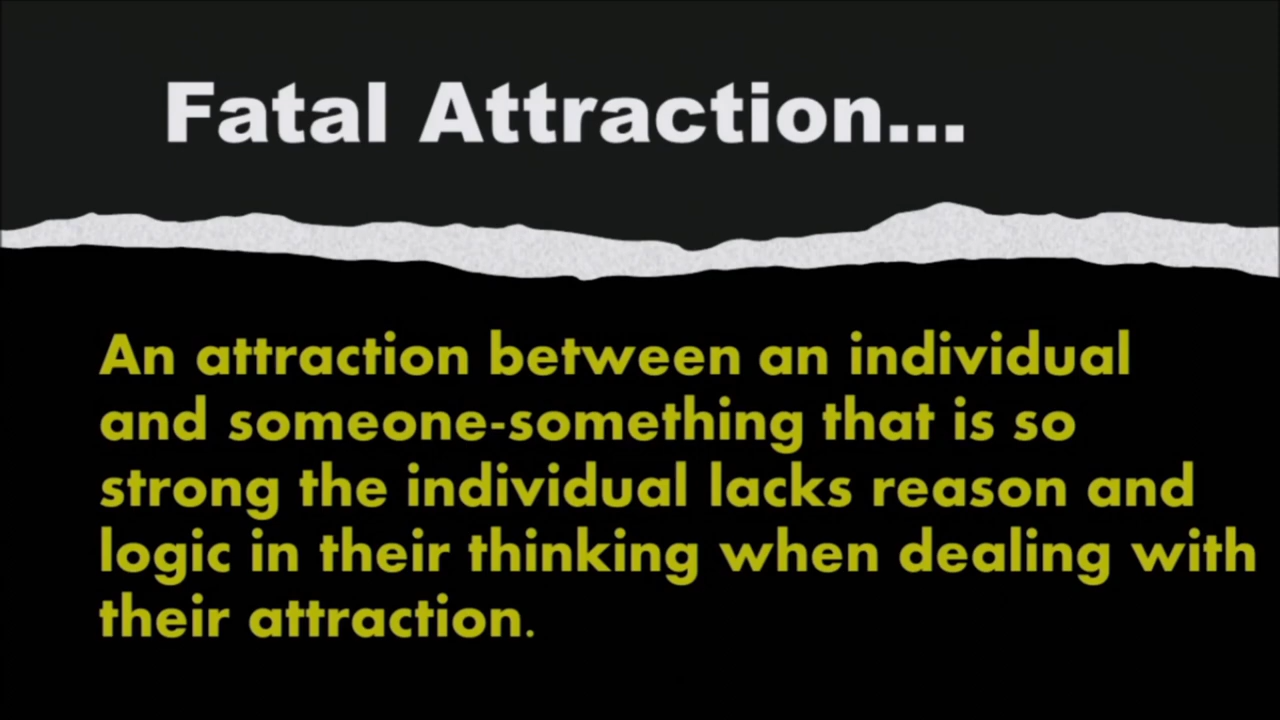 Fatal Attraction...
An attraction between an individual
and someone-something that is so
strong the individual lacks reason and
logic in their thinking when dealing with
their attraction.